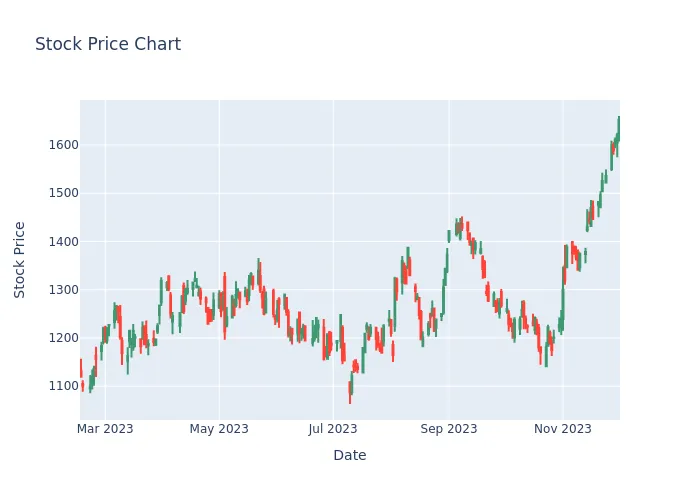 Stock Price Chart
Stock Price
1600
1500
1400
1300
1200
1100
Mar 2023
May 2023
Jul 2023
Sep 2023
Nov 2023
Date